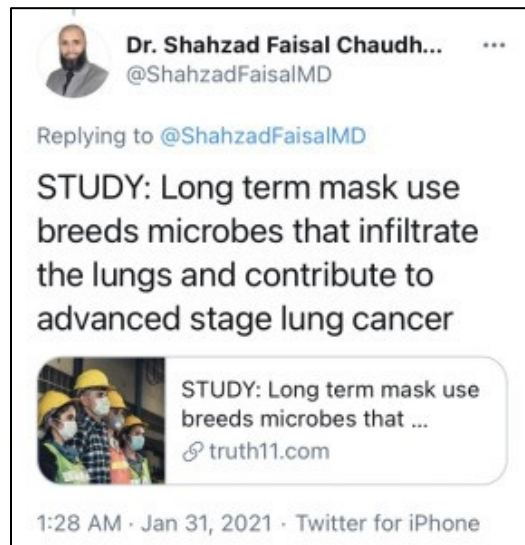 Dr. Shahzad Faisal Chaudh...
@ShahzadFaisalMD
Replying to @ShahzadFaisalMD
STUDY: Long term mask use
breeds microbes that infiltrate
the lungs and contribute to
advanced stage lung cancer
STUDY: Long term mask use
breeds microbes that ...
truth11.com
1:28 AM · Jan 31, 2021 · Twitter for iPhone